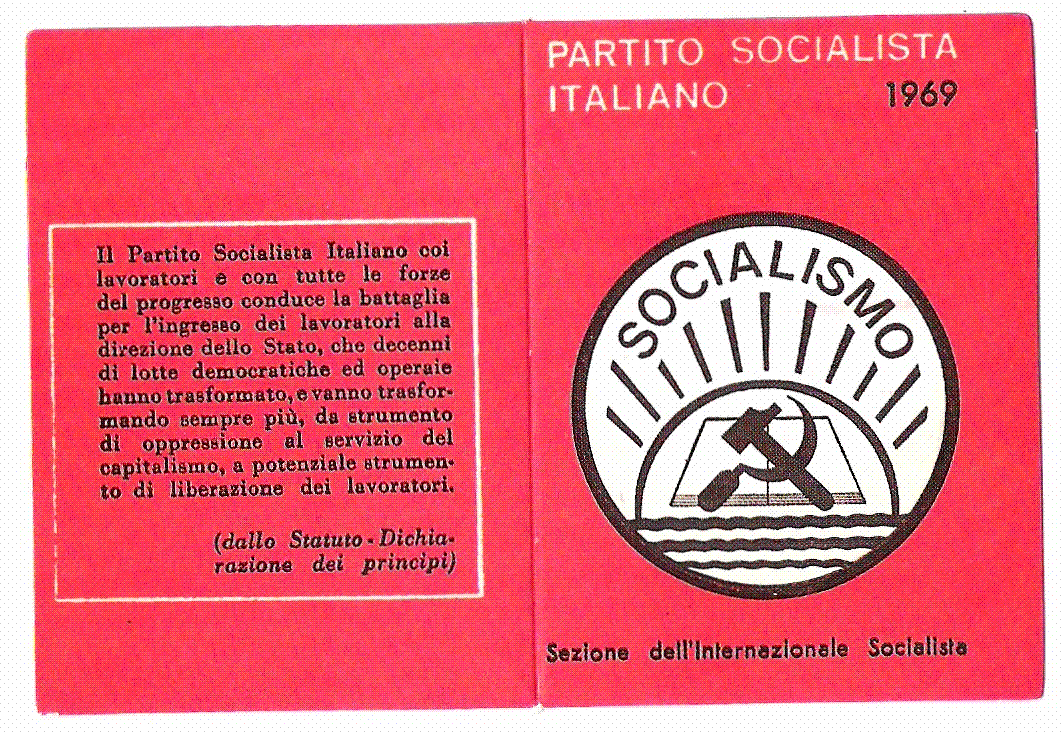 Il Partito Socialista Italiano coi
lavoratori e con tutte le forze
del progresso conduce la battaglia
per l'ingresso dei lavoratori alla
direzione dello Stato, che decenni
di lotte democratiche ed operaie
hanno trasformato, e vanno trasfor-
mando sempre più, da strumento
di oppressione al servizio del
capitalismo, a potenziale strumen-
to di liberazione dei lavoratori.
(dallo Statuto - Dichia-
razione dei principi)
PARTITO SOCIALISTA
ITALIANO 1969
SOCIALISMO
Sezione dell'Internazionale Socialista